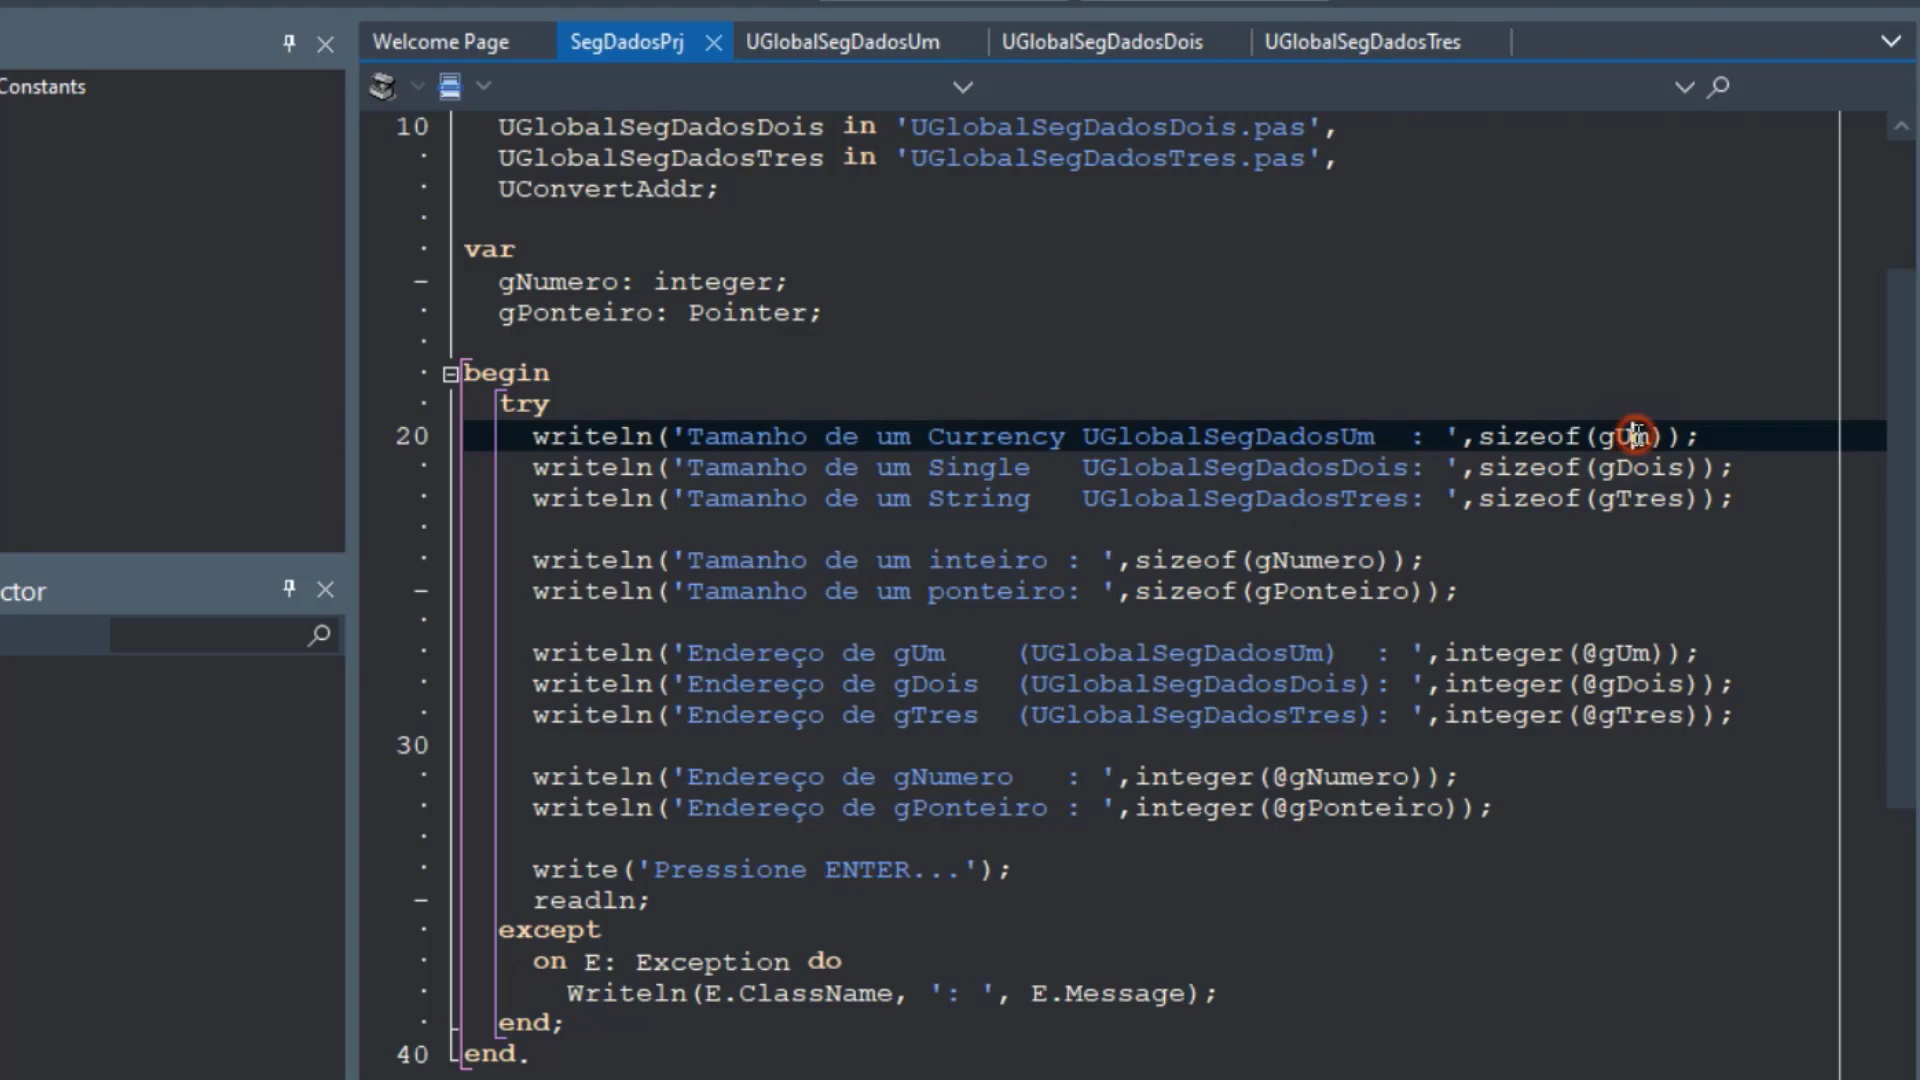 Welcome Page SegDadosPrj UGlobalSegDadosUm UGlobalSegDadosDois UGlobalSegDadosTres
Constants
ctor
10 UGlobalSegDadosDois in 'UGlobalSegDadosDois.pas',
UGlobalSegDadosTres in 'UGlobalSegDadosTres.pas',
UConvertAddr;
var
gNumero: integer;
gPonteiro: Pointer;
begin
try
20 writeln('Tamanho de um Currency UGlobalSegDadosUm  : ',sizeof(gUm));
writeln('Tamanho de um Single   UGlobalSegDadosDois: ',sizeof(gDois));
writeln('Tamanho de um String   UGlobalSegDadosTres: ',sizeof(gTres));
writeln('Tamanho de um inteiro : ',sizeof(gNumero));
writeln('Tamanho de um ponteiro: ',sizeof(gPonteiro));
writeln('Endereço de gUm    (UGlobalSegDadosUm)  : ',integer(@gUm));
writeln('Endereço de gDois  (UGlobalSegDadosDois): ',integer(@gDois));
writeln('Endereço de gTres  (UGlobalSegDadosTres): ',integer(@gTres));
30
writeln('Endereço de gNumero   : ',integer(@gNumero));
writeln('Endereço de gPonteiro : ',integer(@gPonteiro));
write('Pressione ENTER...');
readln;
except
on E: Exception do
Writeln(E.ClassName, ': ', E.Message);
end;
40 end.